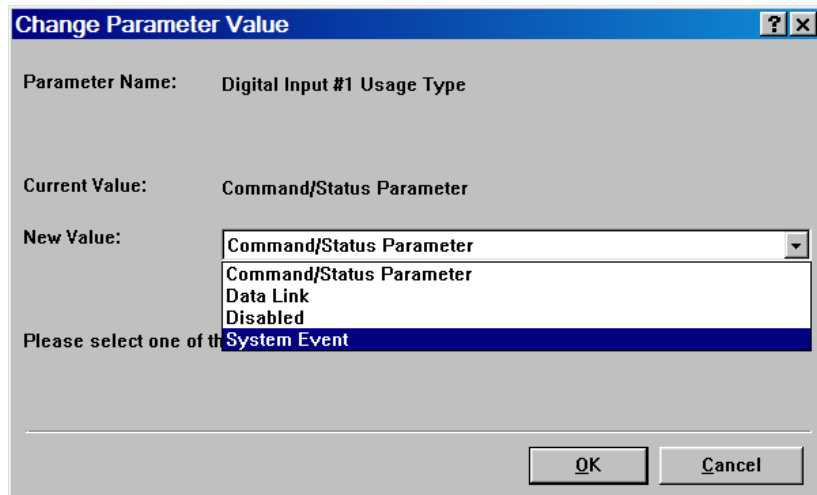 Change Parameter Value
? ×
Parameter Name: Digital Input #1 Usage Type
Current Value: Command/Status Parameter
New Value: Command/Status Parameter
Command/Status Parameter
Data Link
Disabled
Please select one of th System Event
OK Cancel